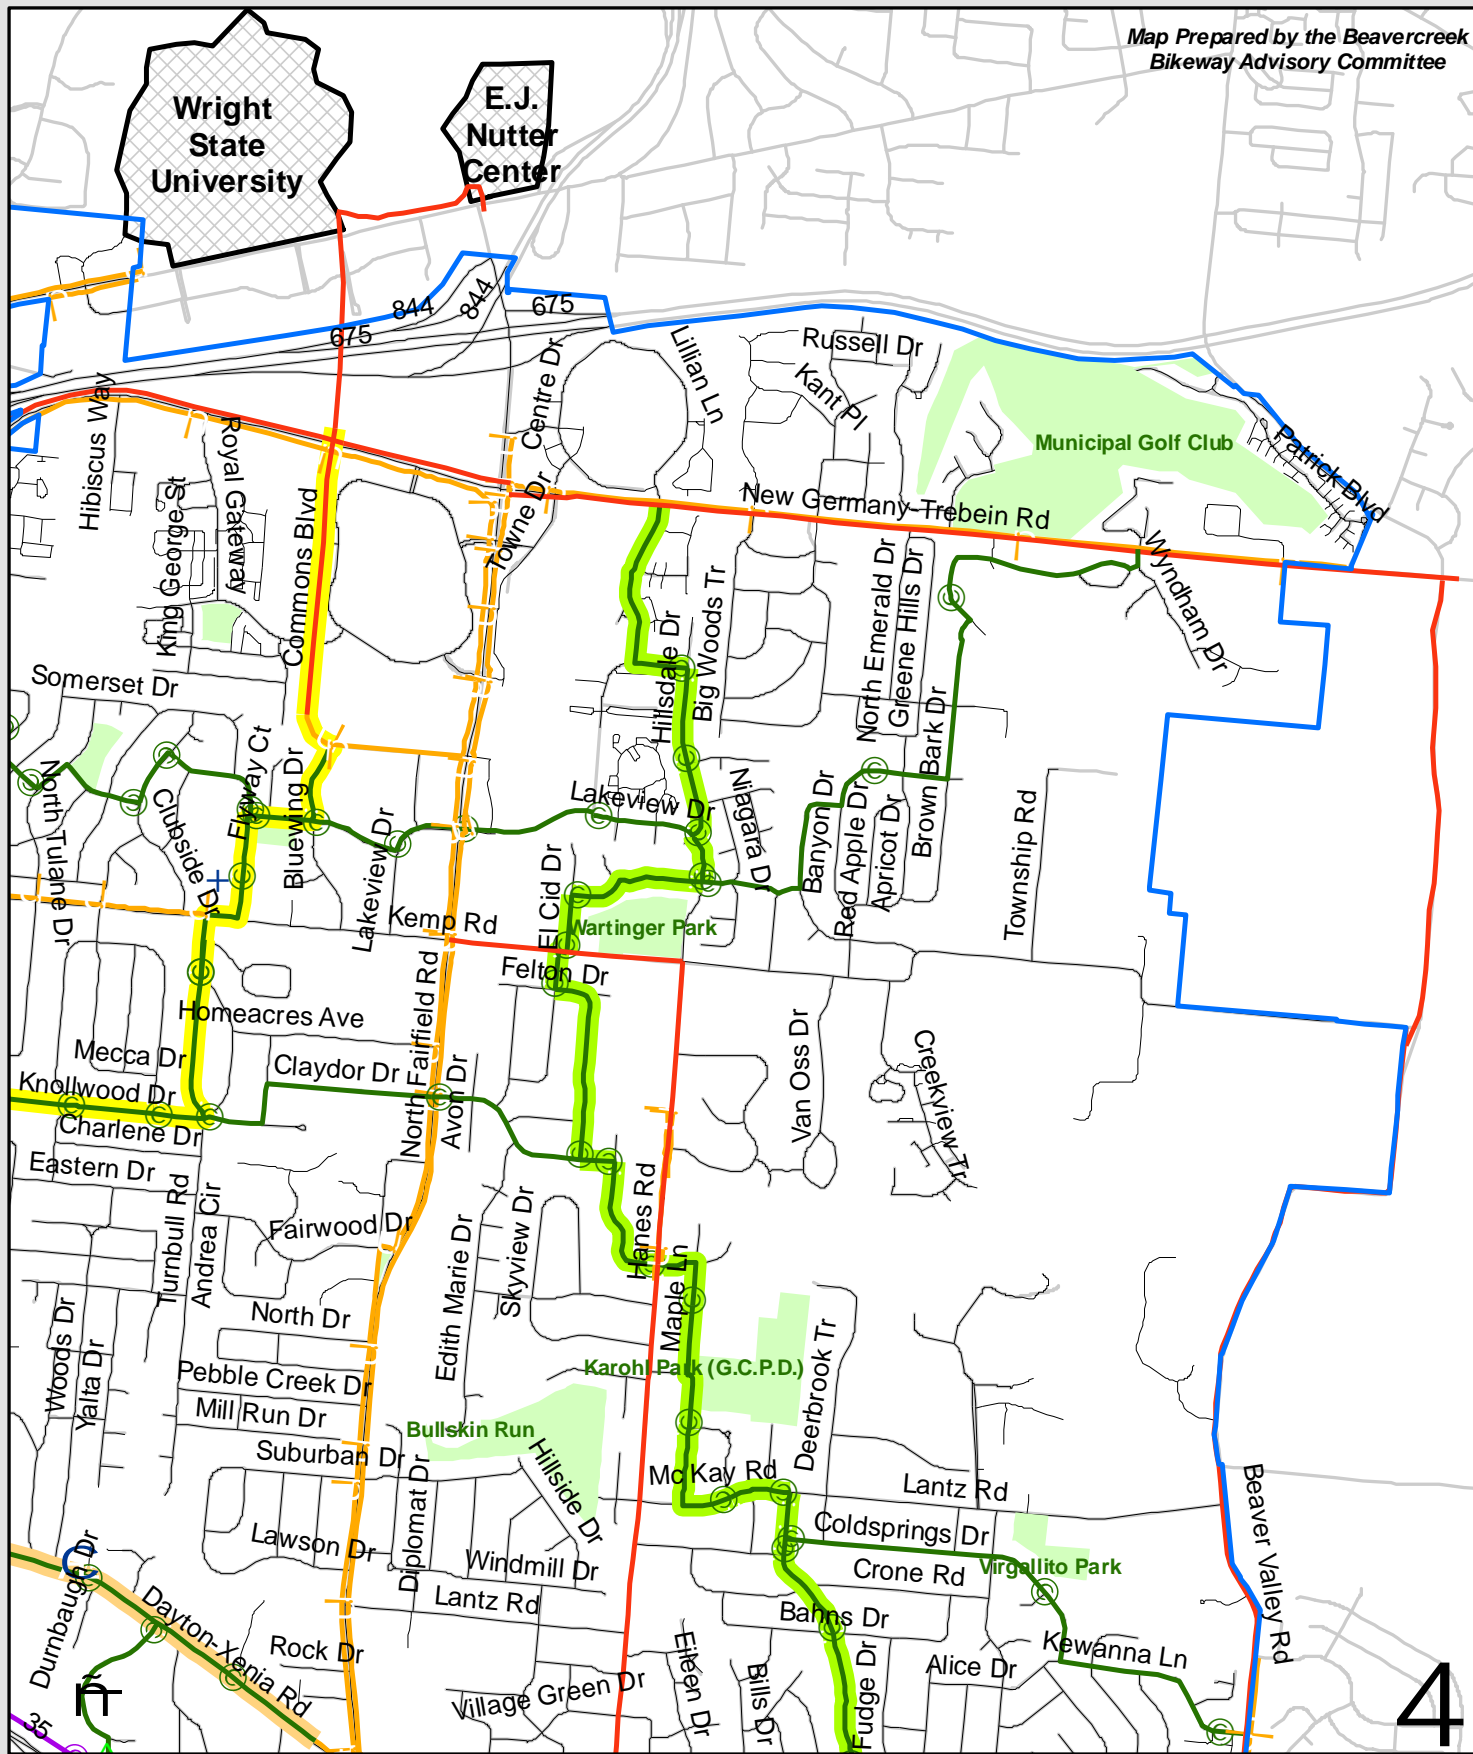 Map Prepared by the Beavercreek
Bikeway Advisory Committee
Wright
State
University
E.J.
Nutter
Center
844
844
675
675
Lillian Ln
Russell Dr
Kant Pl
Centre Dr
Hibiscus Way
Royal Gateway
King George St
Commons Blvd
Towne Dr
Municipal Golf Club
Patrick Blvd
New Germany-Trebein Rd
Wyndham Dr
North Emerald Dr
Greene Hills Dr
Big Woods Tr
Hillsdale Dr
Somerset Dr
Flyway Ct
Bluewing Dr
Brown Bark Dr
North Tulane Dr
Clubside Dr
Lakeview Dr
Lakeview Dr
Niagara Dr
Banyon Dr
Red Apple Dr
Apricot Dr
Township Rd
El Cid Dr
Kemp Rd
Wartinger Park
Felton Dr
North Fairfield Rd
Homeacres Ave
Mecca Dr
Claydor Dr
Knollwood Dr
Avon Dr
Van Oss Dr
Creekview Tr
Charlene Dr
Eastern Dr
Turnbull Rd
Andrea Cir
Fairwood Dr
Edith Marie Dr
Skyview Dr
Hanes Rd
Maple Ln
Woods Dr
Yalta Dr
North Dr
Pebble Creek Dr
Mill Run Dr
Karohl Park (G.C.P.D.)
Deerbrook Tr
Bullskin Run
Suburban Dr
Hillside Dr
Mc Kay Rd
Lantz Rd
Diplomat Dr
Coldsprings Dr
Lawson Dr
Windmill Dr
Crone Rd
Virgallito Park
Beaver Valley Rd
Durnbaugh Dr
Dayton-Xenia Rd
Lantz Rd
Bahns Dr
Rock Dr
Kewanna Ln
Alice Dr
Eileen Dr
Bills Dr
Fudge Dr
Village Green Dr
35
ñ
4